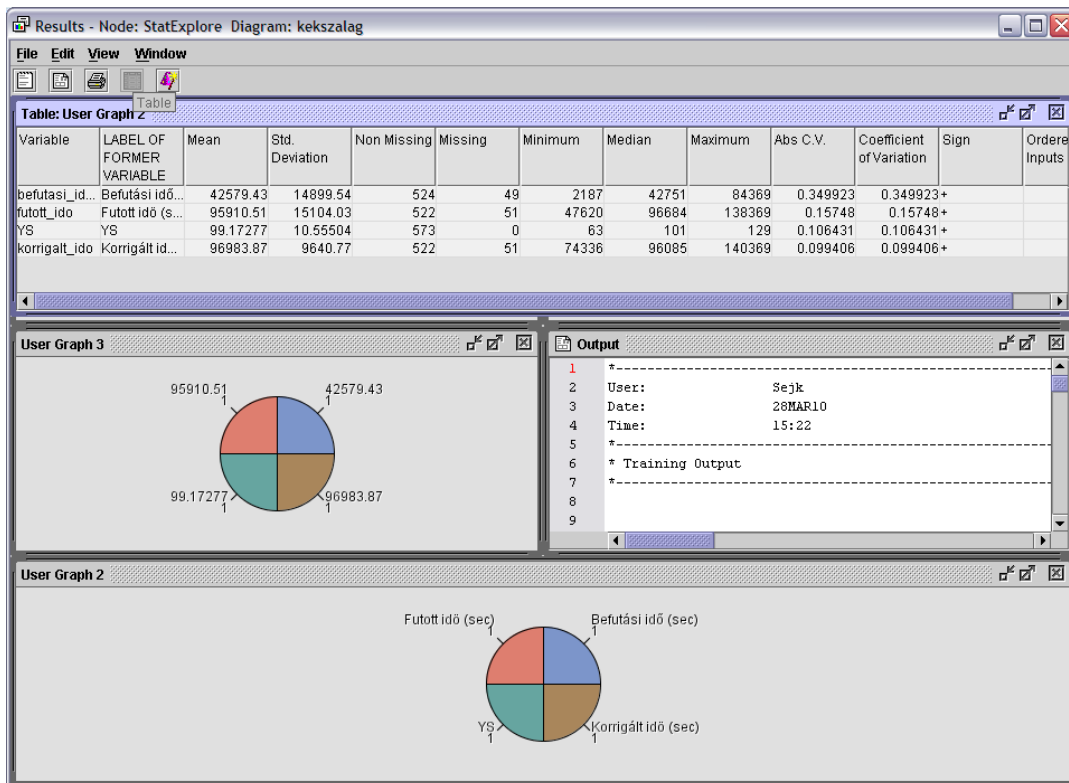 Results - Node: StatExplore  Diagram: kekszalag
File Edit View Window
Table
Table: User Graph 2
Variable LABEL OF FORMER VARIABLE Mean Std. Deviation Non Missing Missing Minimum Median Maximum Abs C.V. Coefficient of Variation Sign Ordere Inputs
befutasi_id... Befutási idő... 42579.43 14899.54 524 49 2187 42751 84369 0.349923 0.349923 +
futott_ido Futott idö (s... 95910.51 15104.03 522 51 47620 96684 138369 0.15748 0.15748 +
YS YS 99.17277 10.55504 573 0 63 101 129 0.106431 0.106431 +
korrigalt_ido Korrigált id... 96983.87 9640.77 522 51 74336 96085 140369 0.099406 0.099406 +
User Graph 3
95910.51 1
42579.43 1
99.17277 1
96983.87 1
Output
1 *--------------------------------------------------
2 User: Sejk
3 Date: 28MAR10
4 Time: 15:22
5 *--------------------------------------------------
6 * Training Output
7 *--------------------------------------------------
8
9
User Graph 2
Futott idö (sec) 1
Befutási idő (sec) 1
YS 1
Korrigált idö (sec) 1